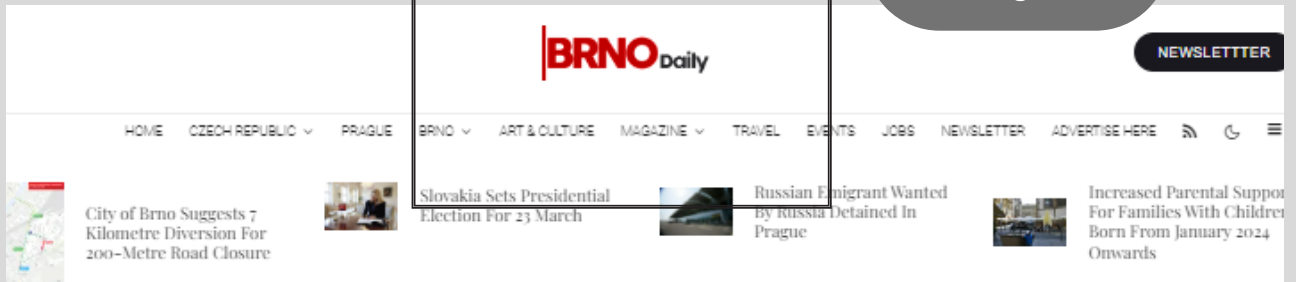 BRNO Daily
NEWSLETTTER
HOME CZECH REPUBLIC PRAGUE BRNO ART & CULTURE MAGAZINE TRAVEL EVENTS JOBS NEWSLETTER ADVERTISE HERE
City of Brno Suggests 7
Kilometre Diversion For
200-Metre Road Closure
Slovakia Sets Presidential
Election For 23 March
Russian Emigrant Wanted
By Russia Detained In
Prague
Increased Parental Suppor
For Families With Children
Born From January 2024
Onwards